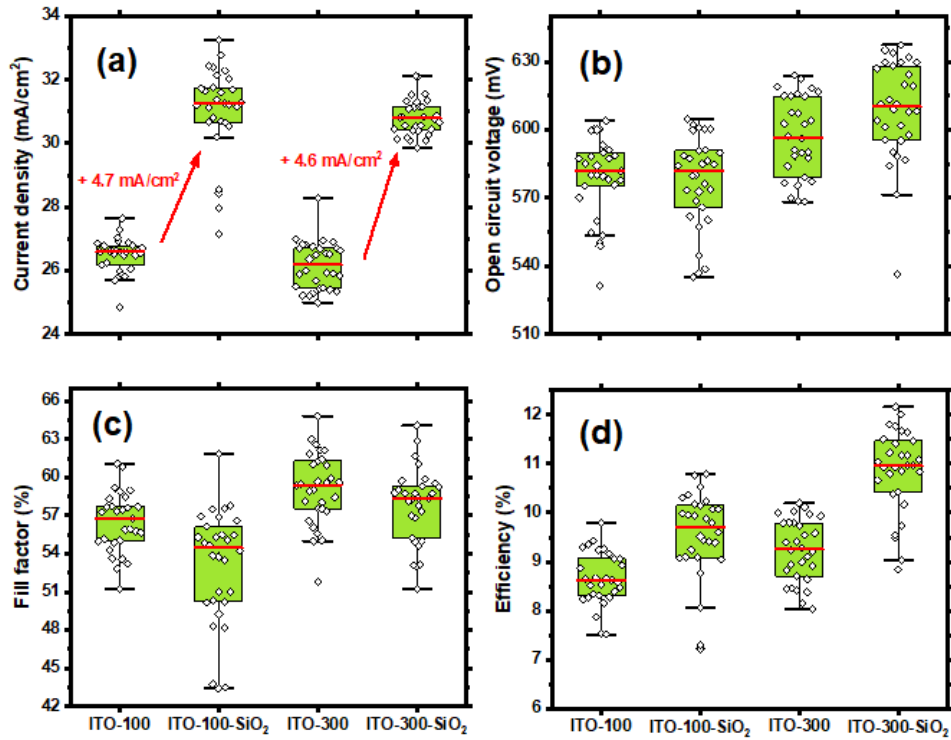 (a)
Current density (mA/cm²)
34
32
30
28
26
24
+ 4.7 mA/cm²
+ 4.6 mA/cm²
(b)
Open circuit voltage (mV)
630
600
570
540
510
(c)
Fill factor (%)
66
63
60
57
54
51
48
45
42
ITO-100
ITO-100-SiO₂
ITO-300
ITO-300-SiO₂
(d)
Efficiency (%)
12
11
10
9
8
7
6
ITO-100
ITO-100-SiO₂
ITO-300
ITO-300-SiO₂